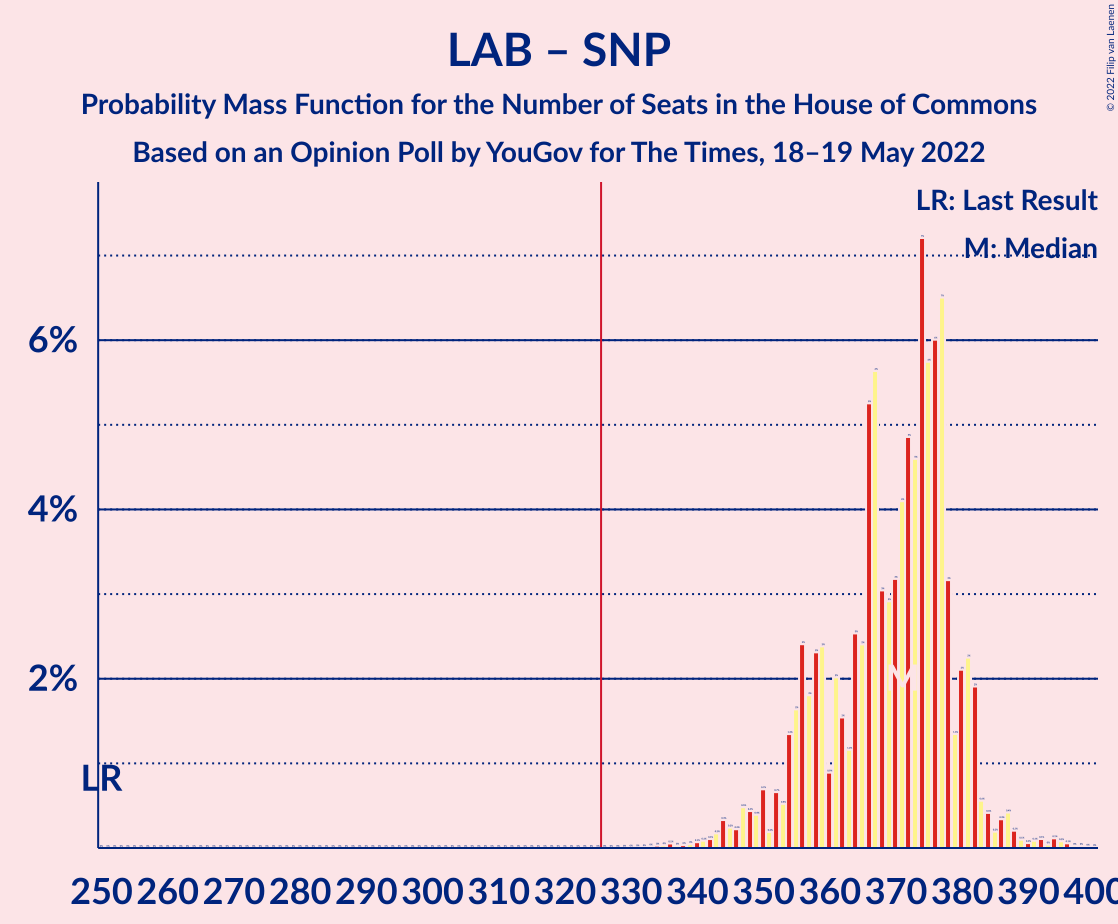 LAB – SNP
Probability Mass Function for the Number of Seats in the House of Commons
Based on an Opinion Poll by YouGov for The Times, 18–19 May 2022
© 2022 Filip van Laenen
LR: Last Result
M: Median
6%
4%
2%
M
LR
250 260 270 280 290 300 310 320 330 340 350 360 370 380 390 400